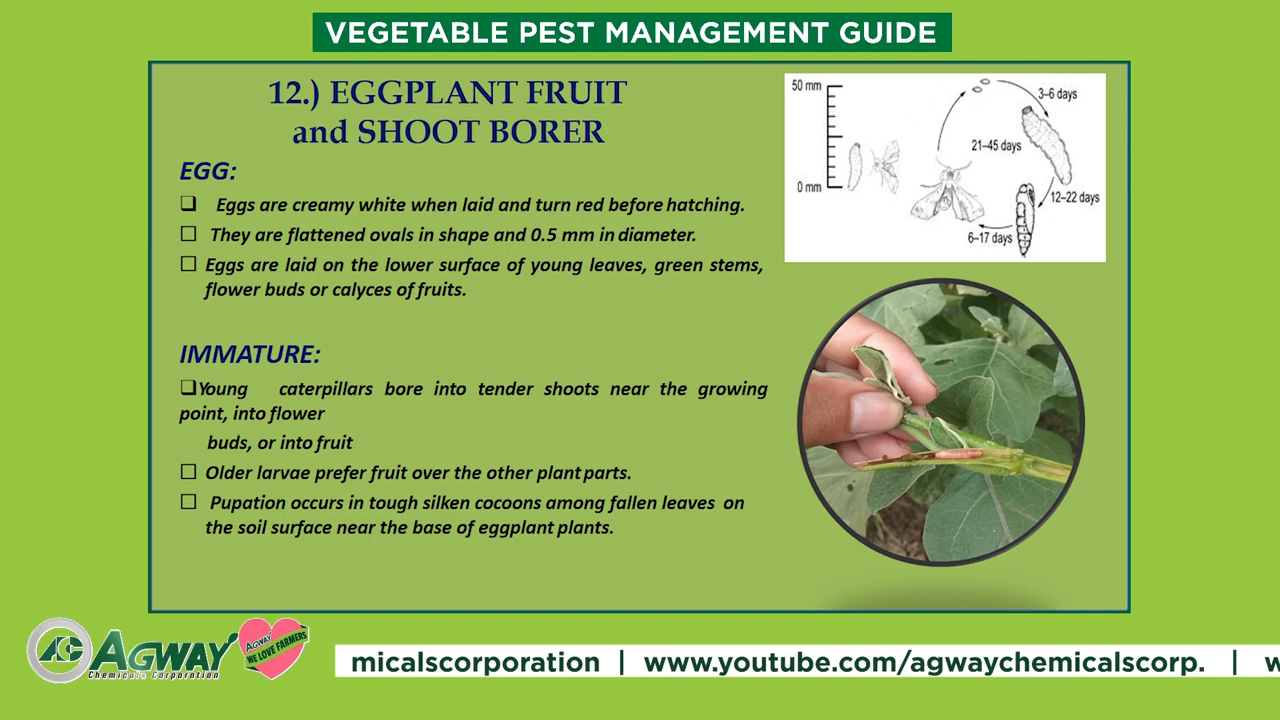 VEGETABLE PEST MANAGEMENT GUIDE
12.) EGGPLANT FRUIT
and SHOOT BORER
EGG:
❑ Eggs are creamy white when laid and turn red before hatching.
☐ They are flattened ovals in shape and 0.5 mm in diameter.
☐ Eggs are laid on the lower surface of young leaves, green stems,
flower buds or calyces of fruits.
IMMATURE:
❑Young caterpillars bore into tender shoots near the growing
point, into flower
buds, or into fruit
☐ Older larvae prefer fruit over the other plant parts.
☐ Pupation occurs in tough silken cocoons among fallen leaves on
the soil surface near the base of eggplant plants.
50 mm
0 mm
3–6 days
21–45 days
12–22 days
6–17 days
AC AGWAY
Chemicals Corporation
AGWAY
WE LOVE FARMERS
micalscorporation | www.youtube.com/agwaychemicalscorp. | w